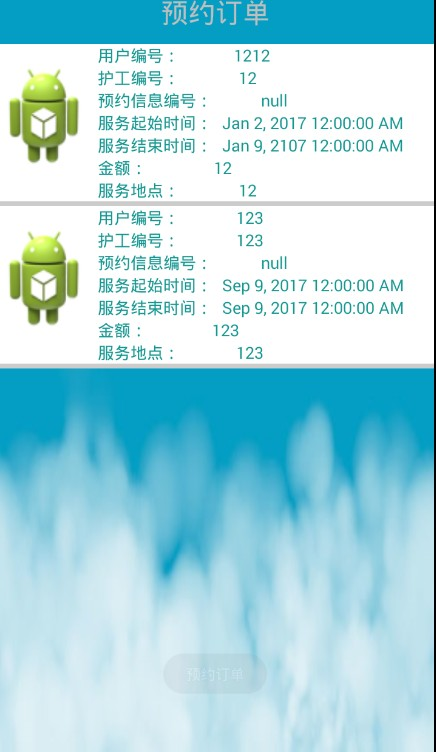 预约订单
用户编号： 1212
护工编号： 12
预约信息编号： null
服务起始时间： Jan 2, 2017 12:00:00 AM
服务结束时间： Jan 9, 2107 12:00:00 AM
金额： 12
服务地点： 12
用户编号： 123
护工编号： 123
预约信息编号： null
服务起始时间： Sep 9, 2017 12:00:00 AM
服务结束时间： Sep 9, 2017 12:00:00 AM
金额： 123
服务地点： 123
预约订单